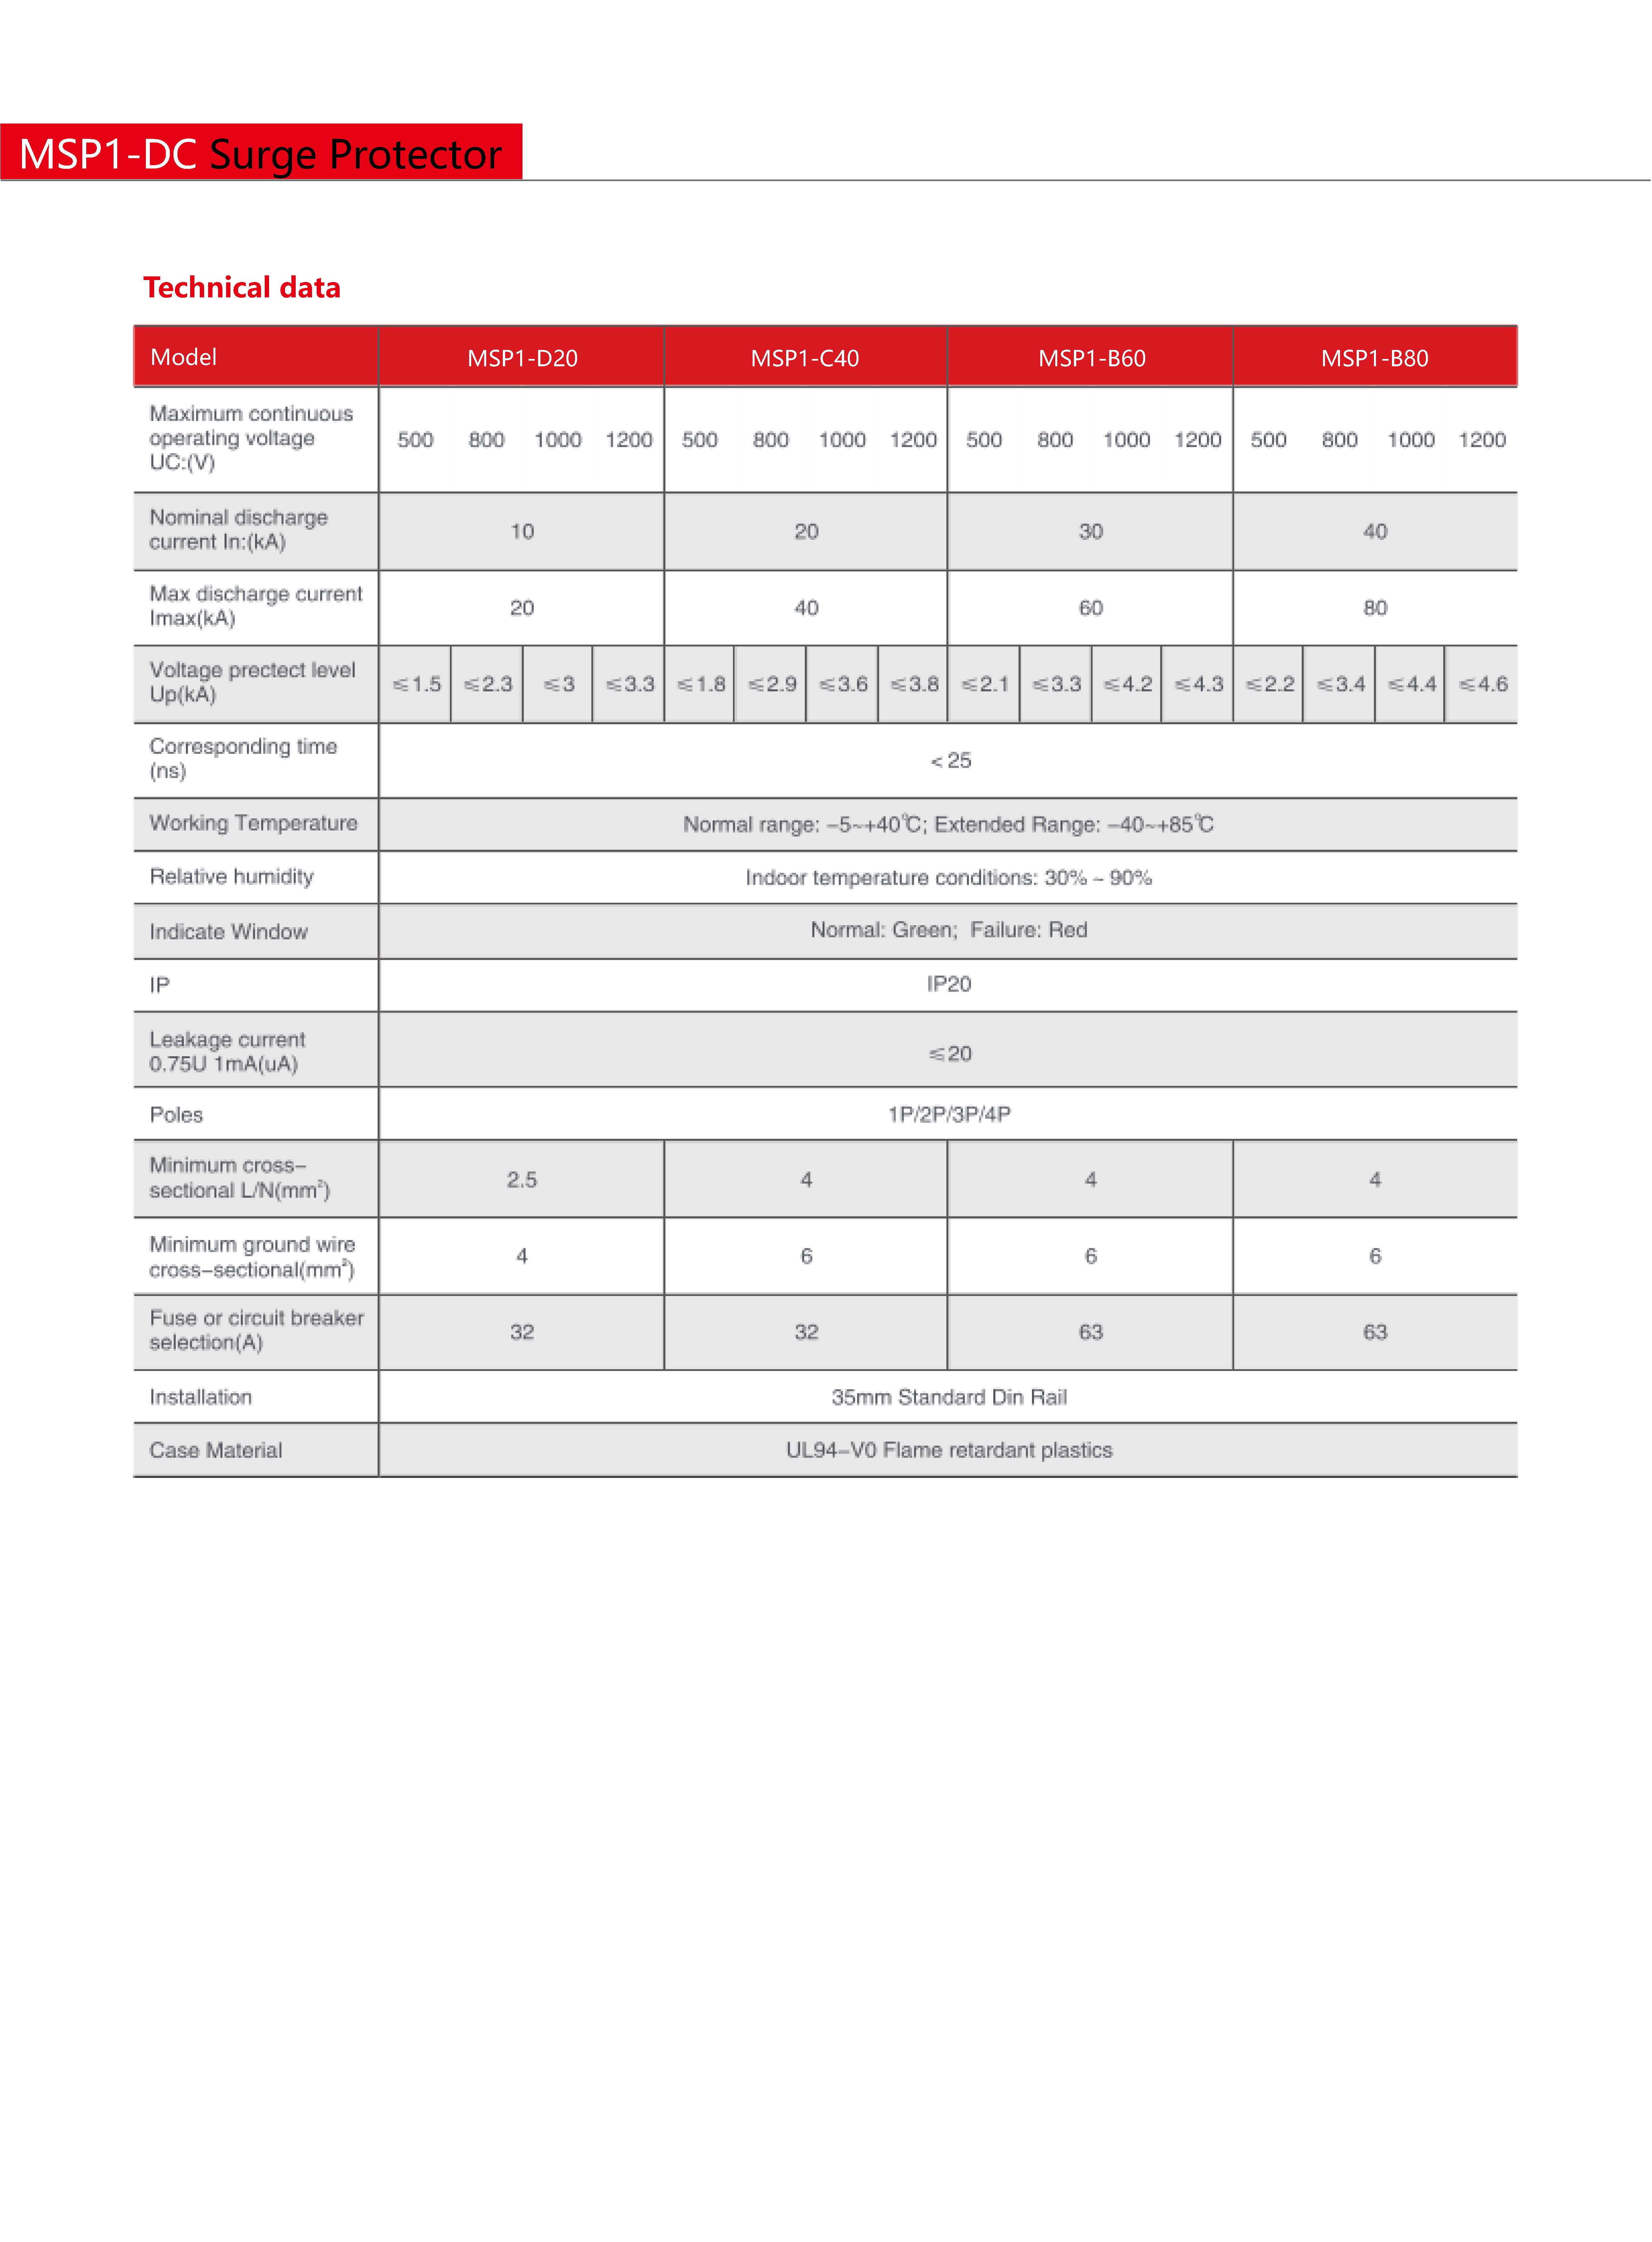 MSP1-DC Surge Protector
Technical data
Model MSP1-D20 MSP1-C40 MSP1-B60 MSP1-B80
Maximum continuous
operating voltage
UC:(V)
500 800 1000 1200 500 800 1000 1200 500 800 1000 1200 500 800 1000 1200
Nominal discharge
current In:(kA)
10 20 30 40
Max discharge current
Imax(kA)
20 40 60 80
Voltage prectect level
Up(kA)
≤1.5 ≤2.3 ≤3 ≤3.3 ≤1.8 ≤2.9 ≤3.6 ≤3.8 ≤2.1 ≤3.3 ≤4.2 ≤4.3 ≤2.2 ≤3.4 ≤4.4 ≤4.6
Corresponding time
(ns)
<25
Working Temperature Normal range: –5~+40℃; Extended Range: –40~+85℃
Relative humidity Indoor temperature conditions: 30% ~ 90%
Indicate Window Normal: Green; Failure: Red
IP IP20
Leakage current
0.75U 1mA(uA)
≤20
Poles 1P/2P/3P/4P
Minimum cross–
sectional L/N(mm²)
2.5 4 4 4
Minimum ground wire
cross–sectional(mm²)
4 6 6 6
Fuse or circuit breaker
selection(A)
32 32 63 63
Installation 35mm Standard Din Rail
Case Material UL94–V0 Flame retardant plastics